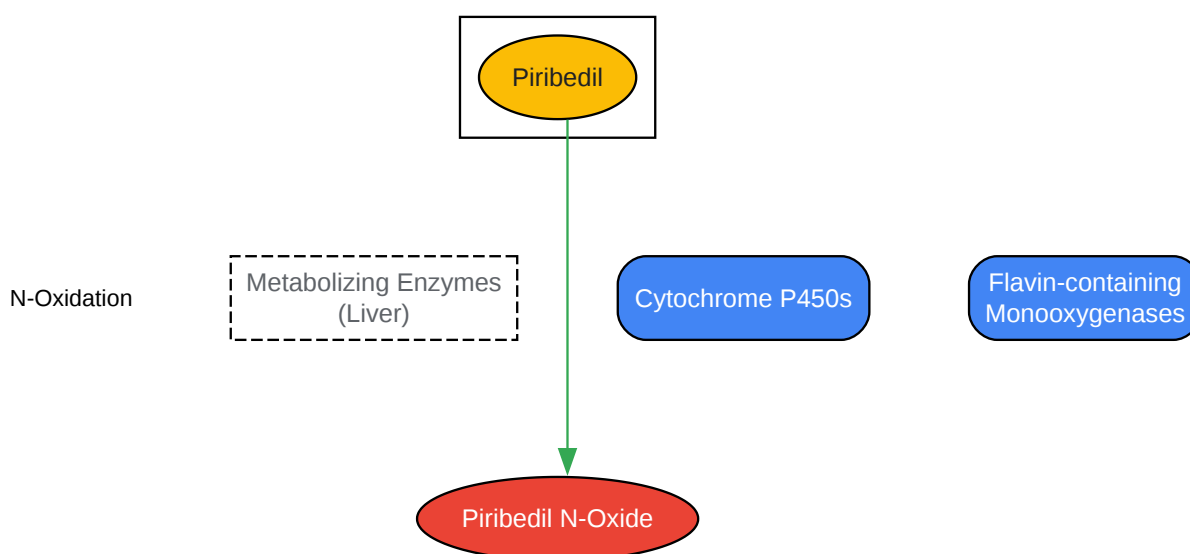 Piribedil
N-Oxidation
Metabolizing Enzymes
(Liver)
Cytochrome P450s
Flavin-containing
Monooxygenases
Piribedil N-Oxide